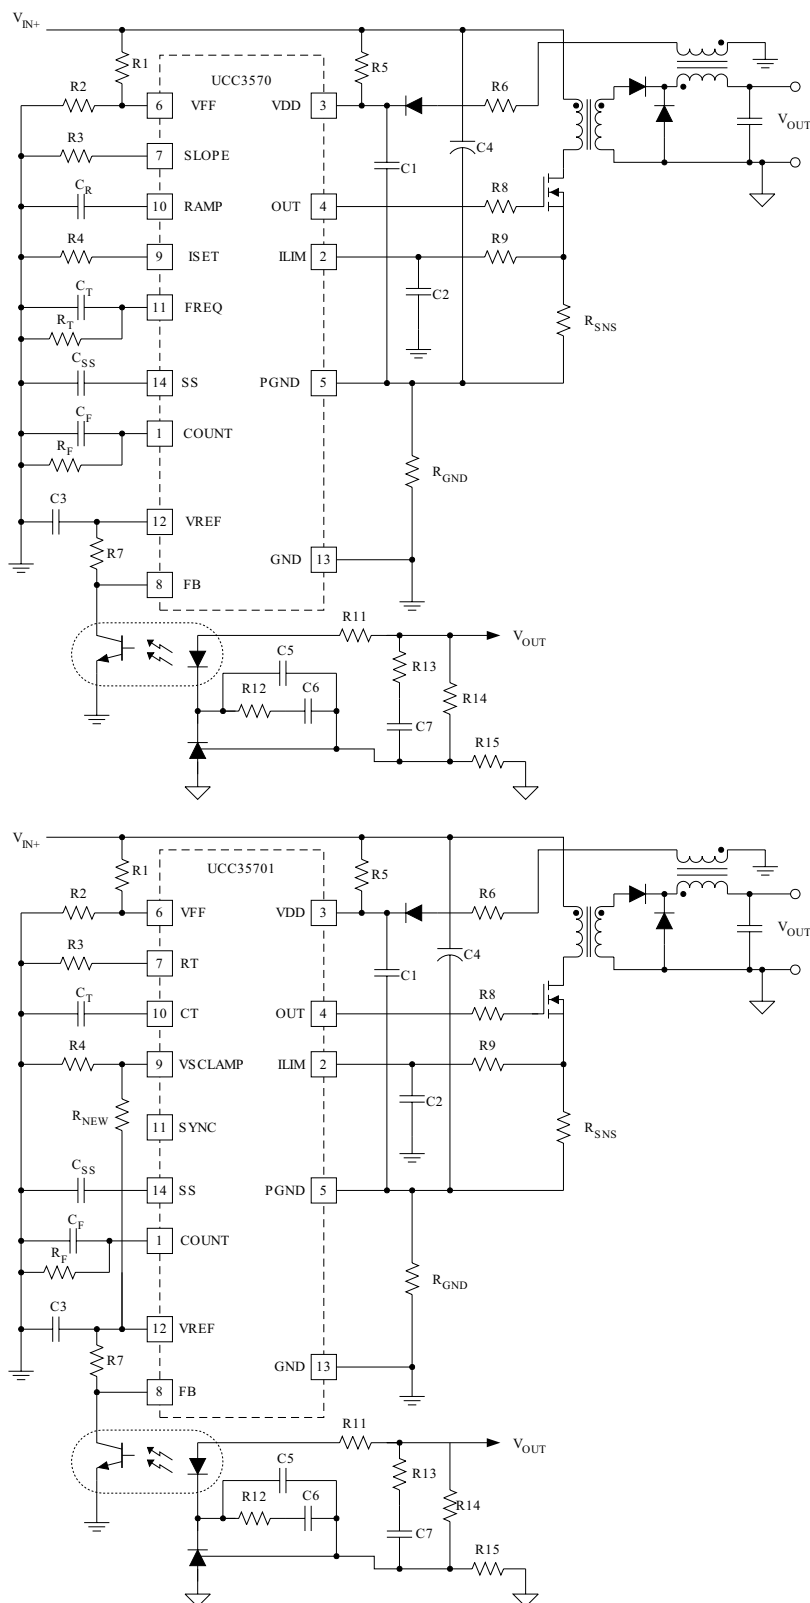 VIN+
R1
R5
R2
UCC3570
R6
6 VFF
VDD 3
VOUT
R3
7 SLOPE
C1
C4
CR
10 RAMP
OUT 4
R8
R4
9 ISET
ILIM 2
R9
CT
11 FREQ
C2
RT
RSNS
CSS
14 SS
PGND 5
CF
1 COUNT
RF
RGND
C3
12 VREF
R7
GND 13
8 FB
R11
VOUT
C5
R13
R12
C6
R14
C7
R15
VIN+
R1
R5
UCC35701
R2
R6
6 VFF
VDD 3
VOUT
R3
7 RT
C1
C4
CT
10 CT
OUT 4
R8
R4
9 VSCLAMP
ILIM 2
R9
RNEW
C2
11 SYNC
RSNS
CSS
14 SS
PGND 5
CF
1 COUNT
RF
RGND
C3
12 VREF
R7
GND 13
8 FB
R11
VOUT
C5
R13
R12
C6
R14
C7
R15